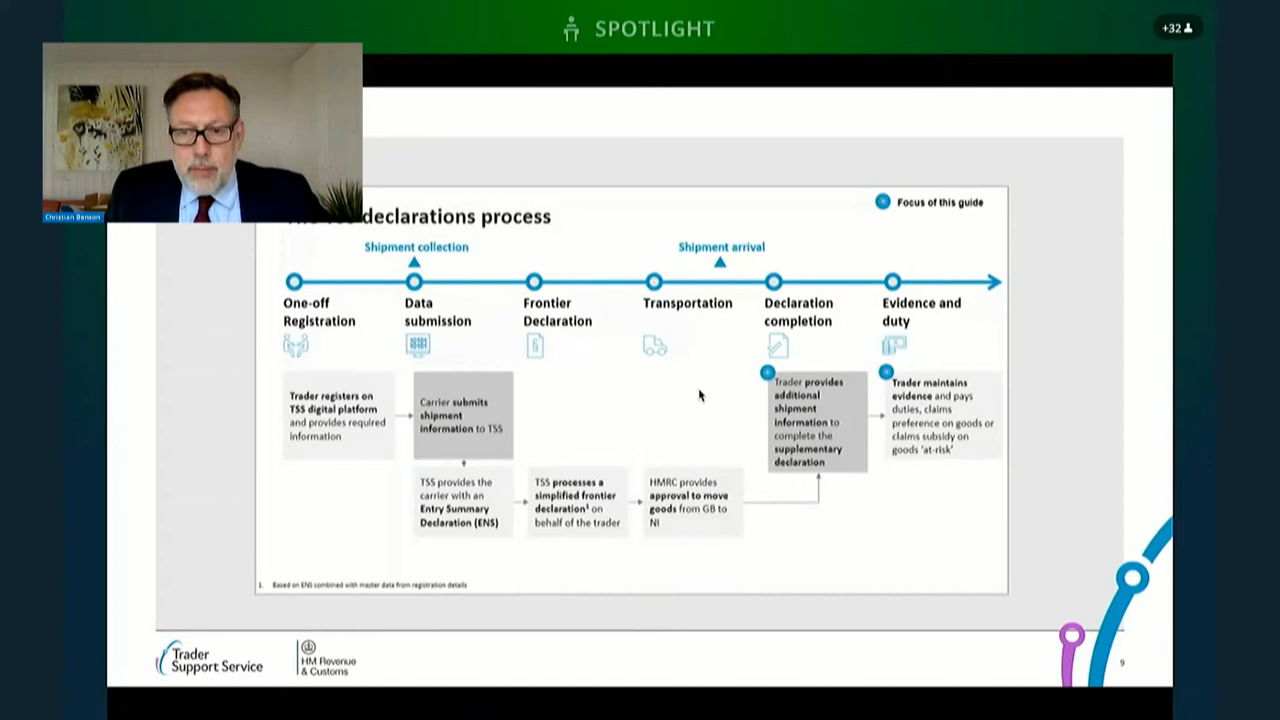 SPOTLIGHT
+32
Christian Benson
declarations process
Focus of this guide
Shipment collection
Shipment arrival
One-off
Registration
Data
submission
Frontier
Declaration
Transportation
Declaration
completion
Evidence and
duty
Trader registers on
TSS digital platform
and provides required
information
Carrier submits
shipment
information to TSS
Trader provides
additional
shipment
information to
complete the
supplementary
declaration
Trader maintains
evidence and pays
duties, claims
preference on goods or
claims subsidy on
goods 'at-risk'
TSS provides the
carrier with an
Entry Summary
Declaration (ENS)
TSS processes a
simplified frontier
declaration¹ on
behalf of the trader
HMRC provides
approval to move
goods from GB to
NI
1. Based on ENS combined with master data from registration details
Trader
Support Service
HM Revenue
& Customs
9